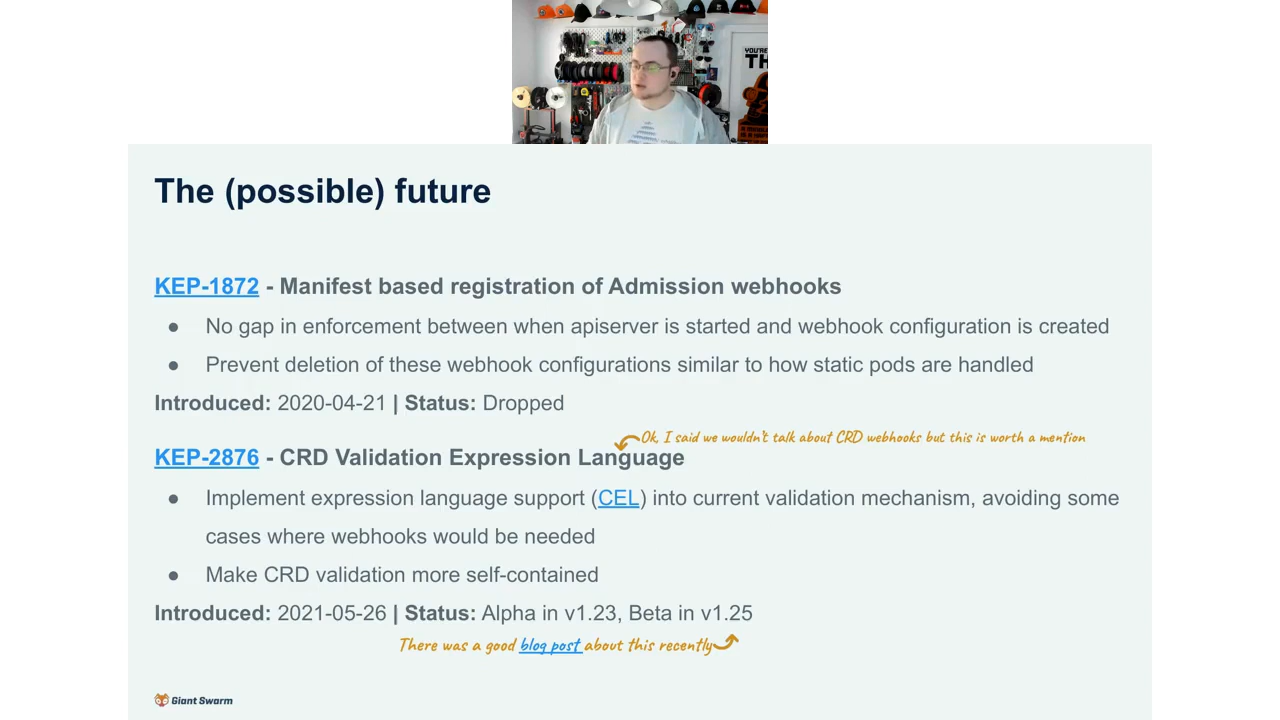 YOU'RE
TH
The (possible) future
KEP-1872 - Manifest based registration of Admission webhooks
● No gap in enforcement between when apiserver is started and webhook configuration is created
● Prevent deletion of these webhook configurations similar to how static pods are handled
Introduced: 2020-04-21 | Status: Dropped
Ok, I said we wouldn't talk about CRD webhooks but this is worth a mention
KEP-2876 - CRD Validation Expression Language
● Implement expression language support (CEL) into current validation mechanism, avoiding some
cases where webhooks would be needed
● Make CRD validation more self-contained
Introduced: 2021-05-26 | Status: Alpha in v1.23, Beta in v1.25
There was a good blog post about this recently
Giant Swarm